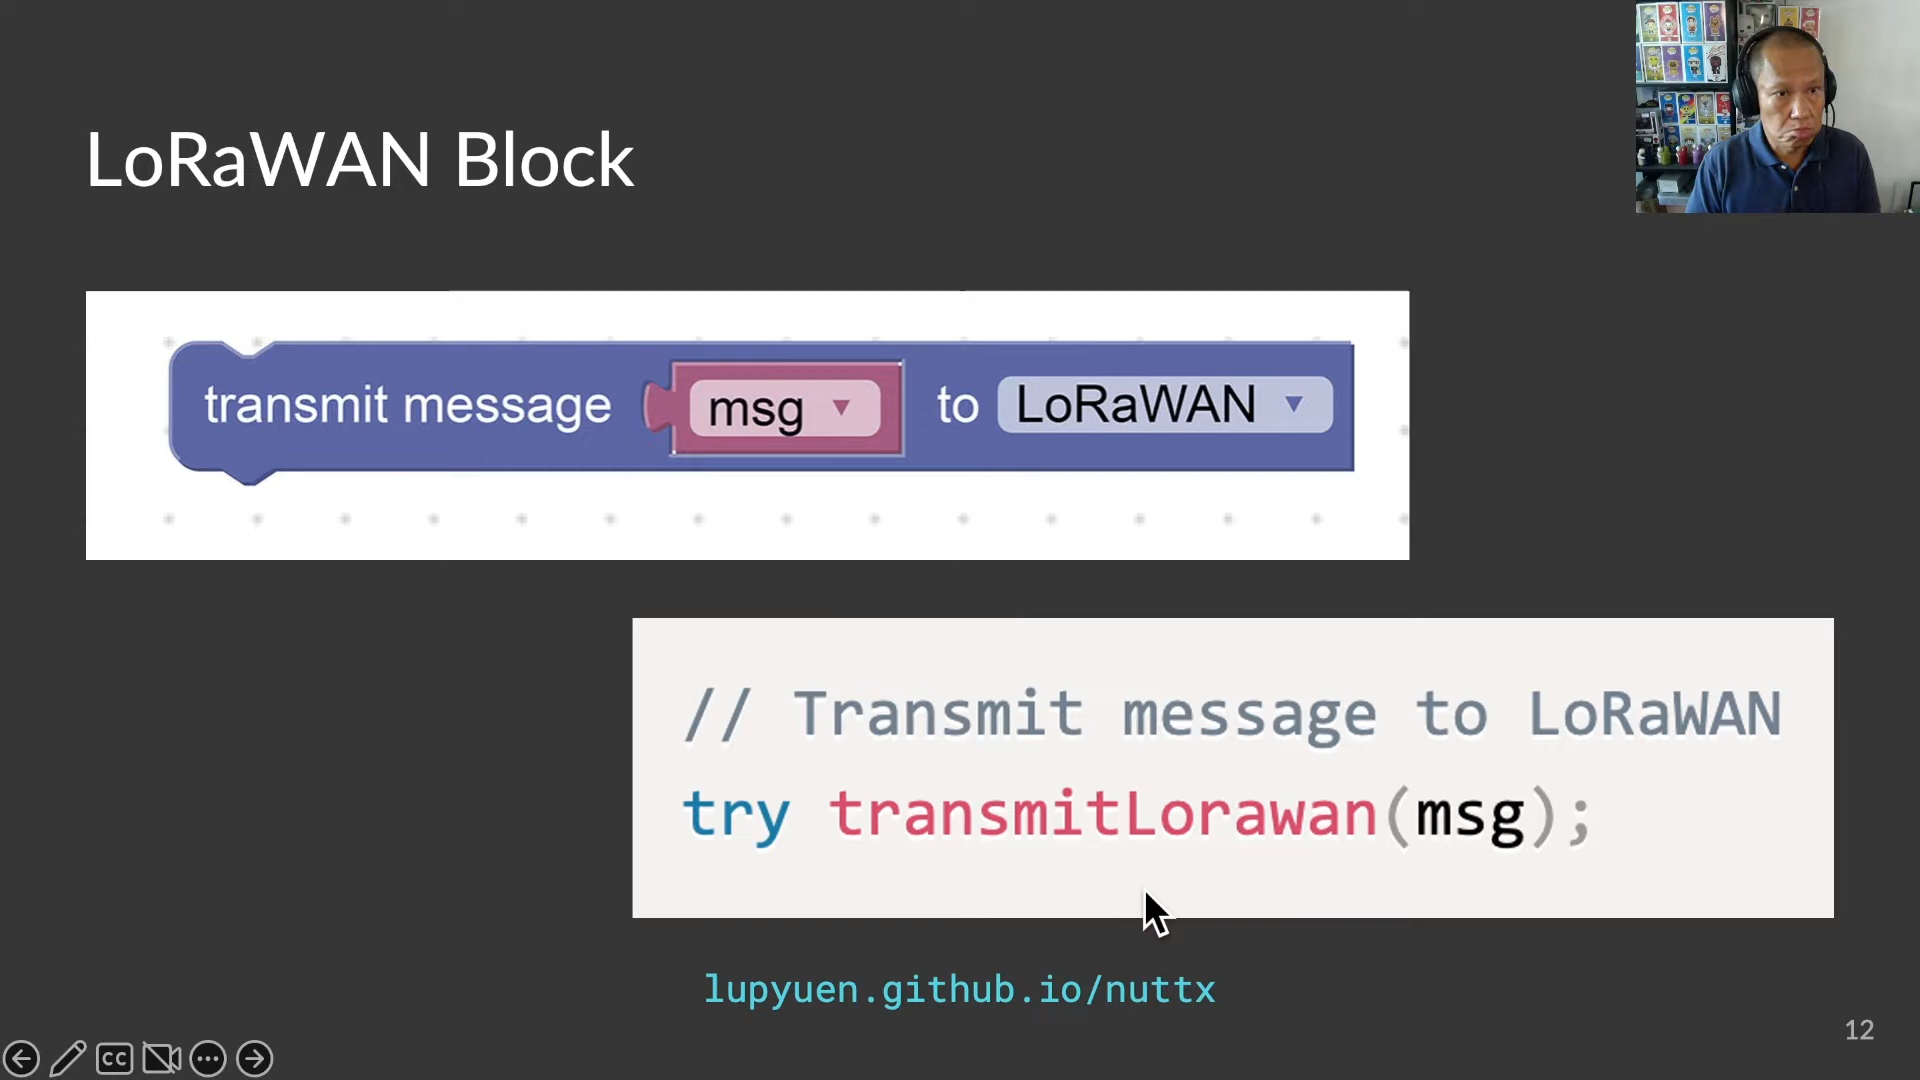 LoRaWAN Block
transmit message msg to LoRaWAN
// Transmit message to LoRaWAN
try transmitLorawan(msg);
lupyuen.github.io/nuttx
12
CC